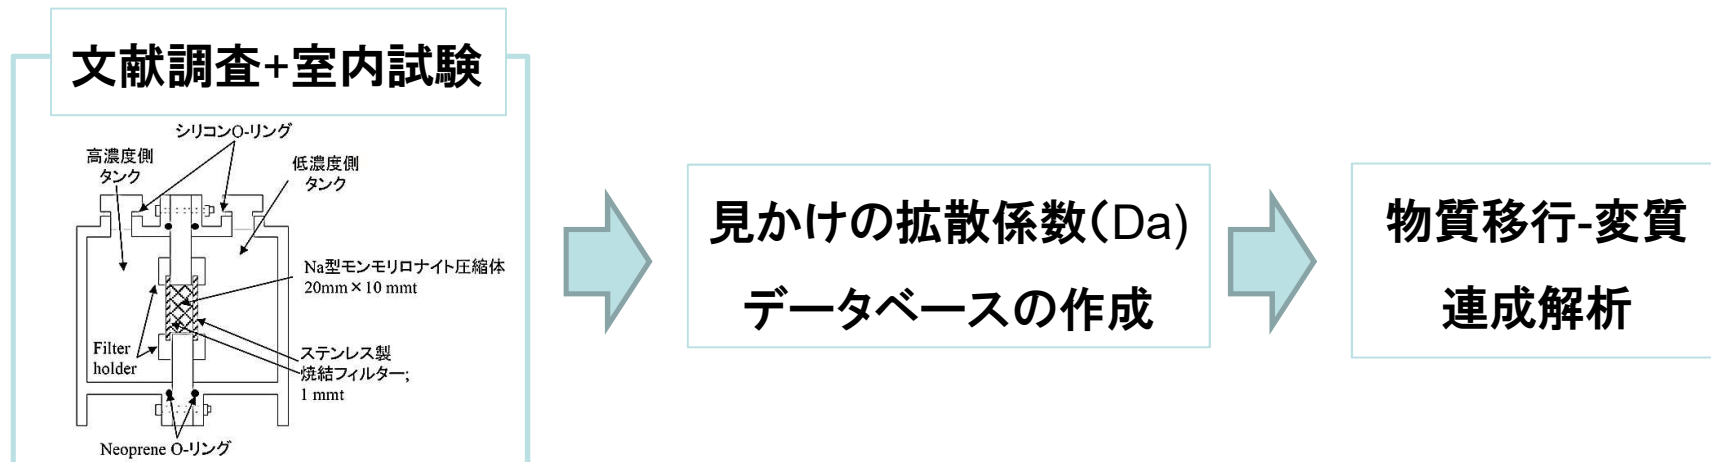 文献調査+室内試験
シリコンO-リング
高濃度側
タンク
低濃度側
タンク
Na型モンモリロナイト圧縮体
20mm×10 mmt
Filter
holder
ステンレス製
焼結フィルター;
1 mmt
Neoprene O-リング
見かけの拡散係数(Da)
データベースの作成
物質移行-変質
連成解析